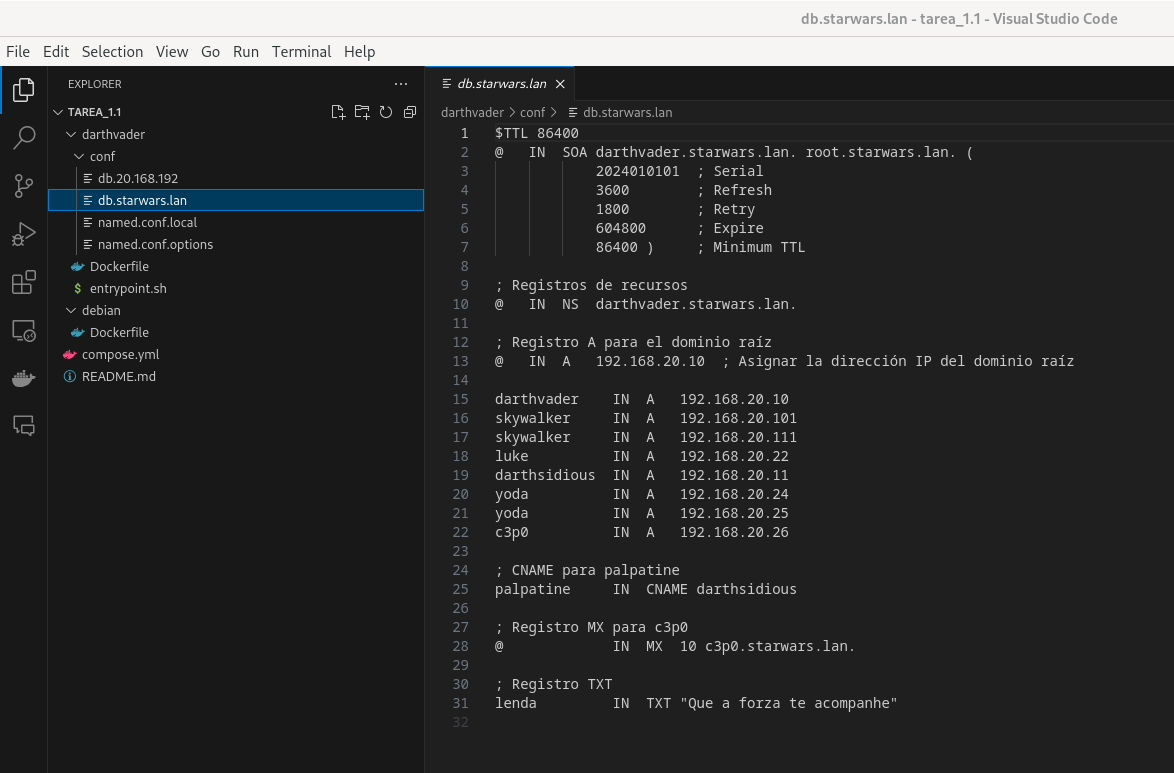 db.starwars.lan - tarea_1.1 - Visual Studio Code
File Edit Selection View Go Run Terminal Help
EXPLORER
TAREA_1.1
darthvader
conf
db.20.168.192
db.starwars.lan
named.conf.local
named.conf.options
Dockerfile
entrypoint.sh
debian
Dockerfile
compose.yml
README.md
db.starwars.lan
darthvader > conf > db.starwars.lan
1 $TTL 86400
2 @ IN SOA darthvader.starwars.lan. root.starwars.lan. (
3 2024010101 ; Serial
4 3600 ; Refresh
5 1800 ; Retry
6 604800 ; Expire
7 86400 ) ; Minimum TTL
8
9 ; Registros de recursos
10 @ IN NS darthvader.starwars.lan.
11
12 ; Registro A para el dominio raíz
13 @ IN A 192.168.20.10 ; Asignar la dirección IP del dominio raíz
14
15 darthvader IN A 192.168.20.10
16 skywalker IN A 192.168.20.101
17 skywalker IN A 192.168.20.111
18 luke IN A 192.168.20.22
19 darthsidious IN A 192.168.20.11
20 yoda IN A 192.168.20.24
21 yoda IN A 192.168.20.25
22 c3p0 IN A 192.168.20.26
23
24 ; CNAME para palpatine
25 palpatine IN CNAME darthsidious
26
27 ; Registro MX para c3p0
28 @ IN MX 10 c3p0.starwars.lan.
29
30 ; Registro TXT
31 lenda IN TXT "Que a forza te acompanhe"
32